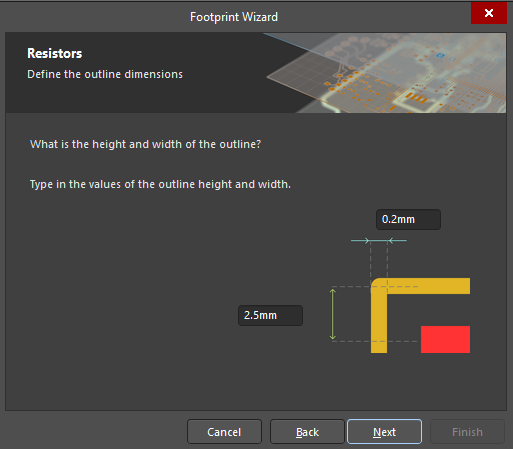 Footprint Wizard
Resistors
Define the outline dimensions
What is the height and width of the outline?
Type in the values of the outline height and width.
0.2mm
2.5mm
Cancel
Back
Next
Finish